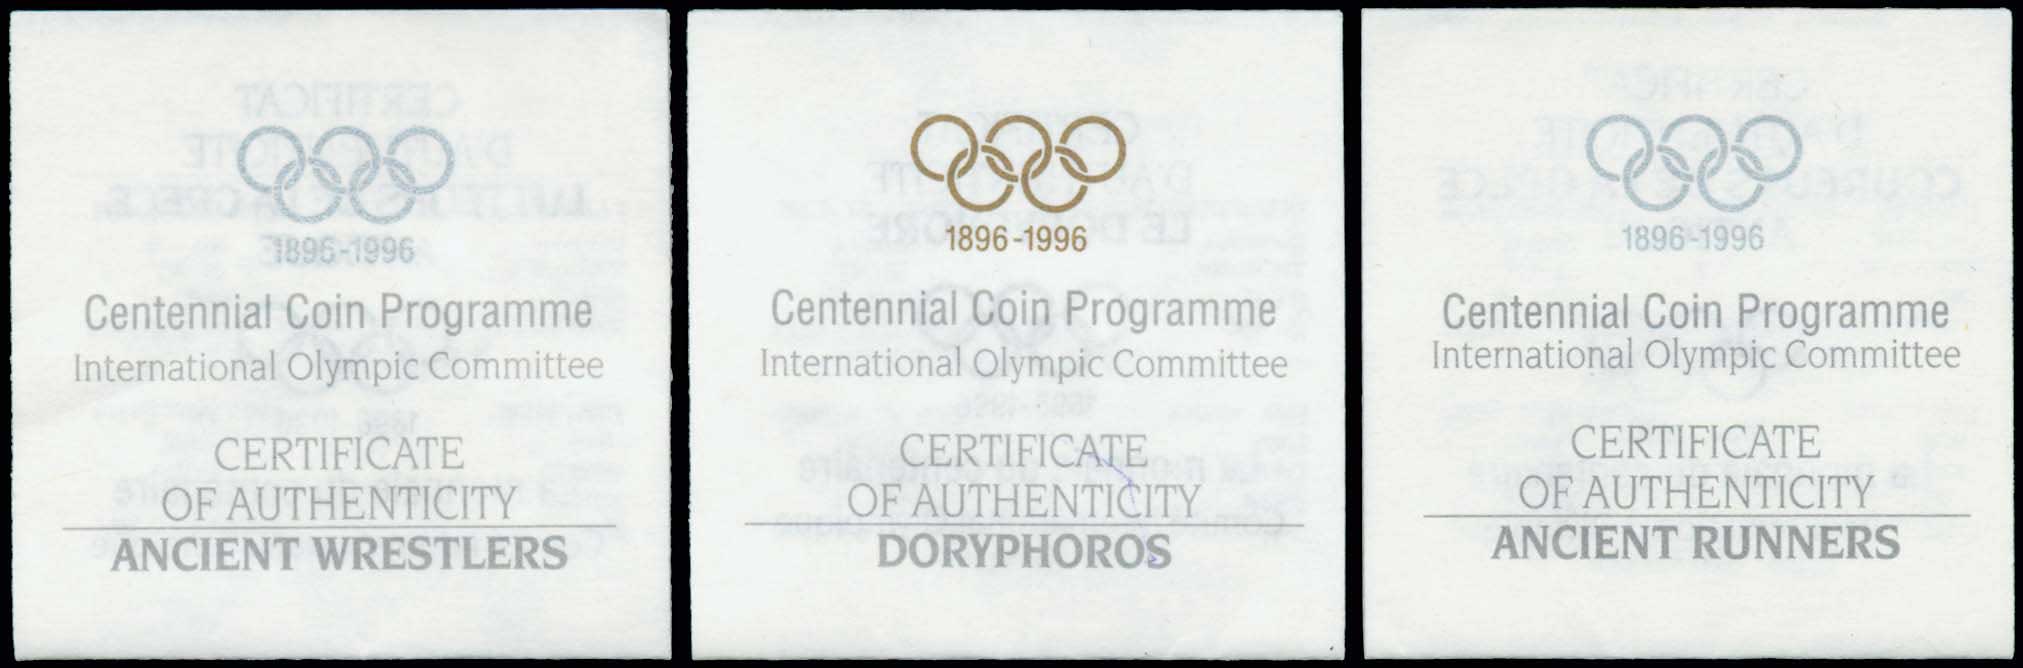 1896-1996
Centennial Coin Programme
International Olympic Committee
CERTIFICATE
OF AUTHENTICITY
ANCIENT WRESTLERS
1896-1996
Centennial Coin Programme
International Olympic Committee
CERTIFICATE
OF AUTHENTICITY
DORYPHOROS
1896-1996
Centennial Coin Programme
International Olympic Committee
CERTIFICATE
OF AUTHENTICITY
ANCIENT RUNNERS